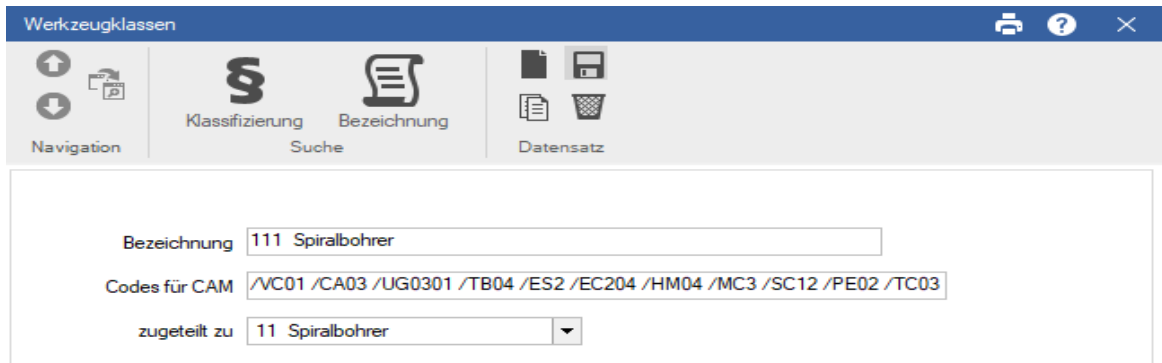 Werkzeugklassen
Klassifizierung Bezeichnung
Navigation Suche Datensatz
Bezeichnung 111 Spiralbohrer
Codes für CAM /VC01 /CA03 /UG0301 /TB04 /ES2 /EC204 /HM04 /MC3 /SC12 /PE02 /TC03
zugeteilt zu 11 Spiralbohrer